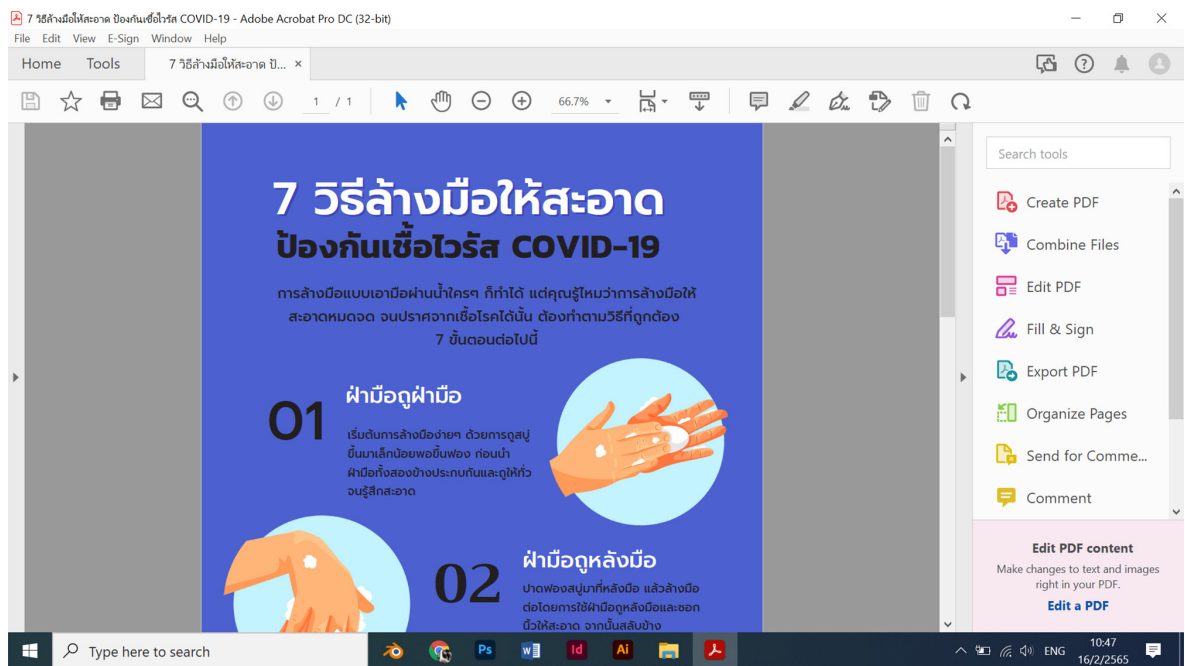 7 วิธีล้างมือให้สะอาด ป้องกันเชื้อไวรัส COVID-19 - Adobe Acrobat Pro DC (32-bit)
File Edit View E-Sign Window Help
Home Tools 7 วิธีล้างมือให้สะอาด ป้... ×
1 / 1 66.7%
Search tools
Create PDF
Combine Files
Edit PDF
Fill & Sign
Export PDF
Organize Pages
Send for Comme...
Comment
Edit PDF content
Make changes to text and images
right in your PDF.
Edit a PDF
7 วิธีล้างมือให้สะอาด
ป้องกันเชื้อไวรัส COVID-19
การล้างมือแบบเอามือผ่านน้ำใครๆ ก็ทำได้ แต่คุณรู้ไหมว่าการล้างมือให้
สะอาดหมดจด จนปราศจากเชื้อโรคได้นั้น ต้องทำตามวิธีที่ถูกต้อง
7 ขั้นตอนต่อไปนี้
01
ฝ่ามือถูฝ่ามือ
เริ่มต้นการล้างมือง่ายๆ ด้วยการถูสบู่
ขึ้นมาเล็กน้อยพอขึ้นฟอง ก่อนนำ
ฝ่ามือทั้งสองข้างประกบกันและถูให้ทั่ว
จนรู้สึกสะอาด
02
ฝ่ามือถูหลังมือ
ปาดฟองสบู่มาที่หลังมือ แล้วล้างมือ
ต่อโดยการใช้ฝ่ามือถูหลังมือและซอก
นิ้วให้สะอาด จากนั้นสลับข้าง
Type here to search
Ps
Id
Ai
ENG
10:47
16/2/2565